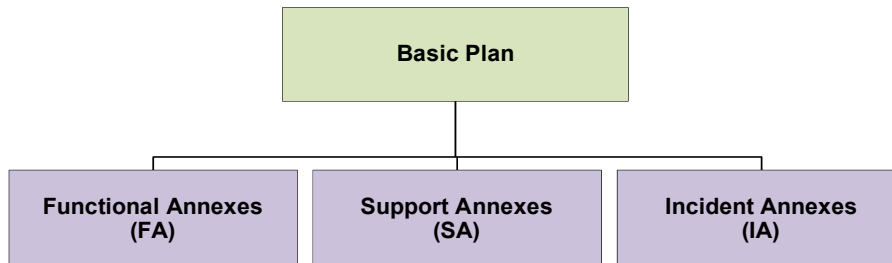 Basic Plan
Functional Annexes
(FA)
Support Annexes
(SA)
Incident Annexes
(IA)